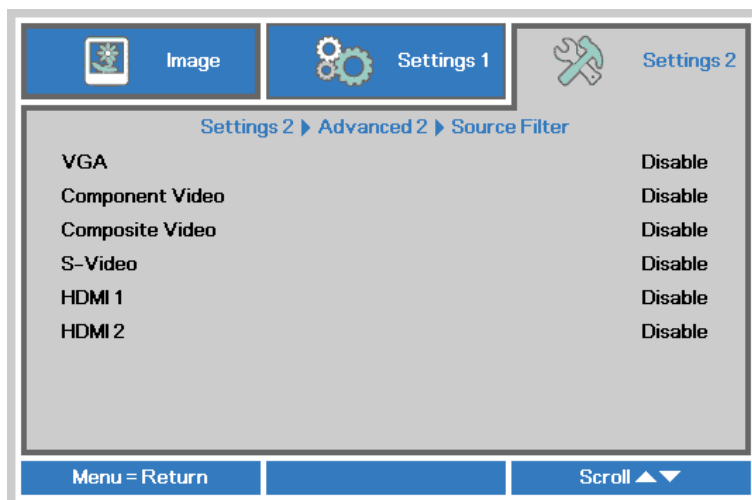 Image Settings 1 Settings 2
Settings 2 ▶ Advanced 2 ▶ Source Filter
VGA Disable
Component Video Disable
Composite Video Disable
S-Video Disable
HDMI 1 Disable
HDMI 2 Disable
Menu = Return Scroll ▲▼